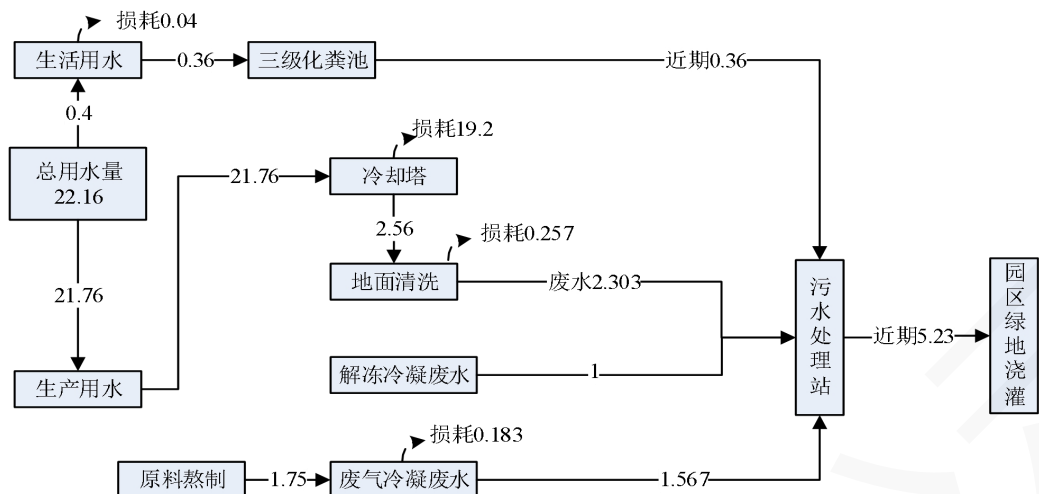 损耗0.04
生活用水
0.36
三级化粪池
近期0.36
0.4
总用水量
22.16
21.76
冷却塔
损耗19.2
2.56
地面清洗
损耗0.257
废水2.303
21.76
生产用水
解冻冷凝废水
1
污水处理站
近期5.23
园区绿地浇灌
原料熬制
1.75
废气冷凝废水
损耗0.183
1.567